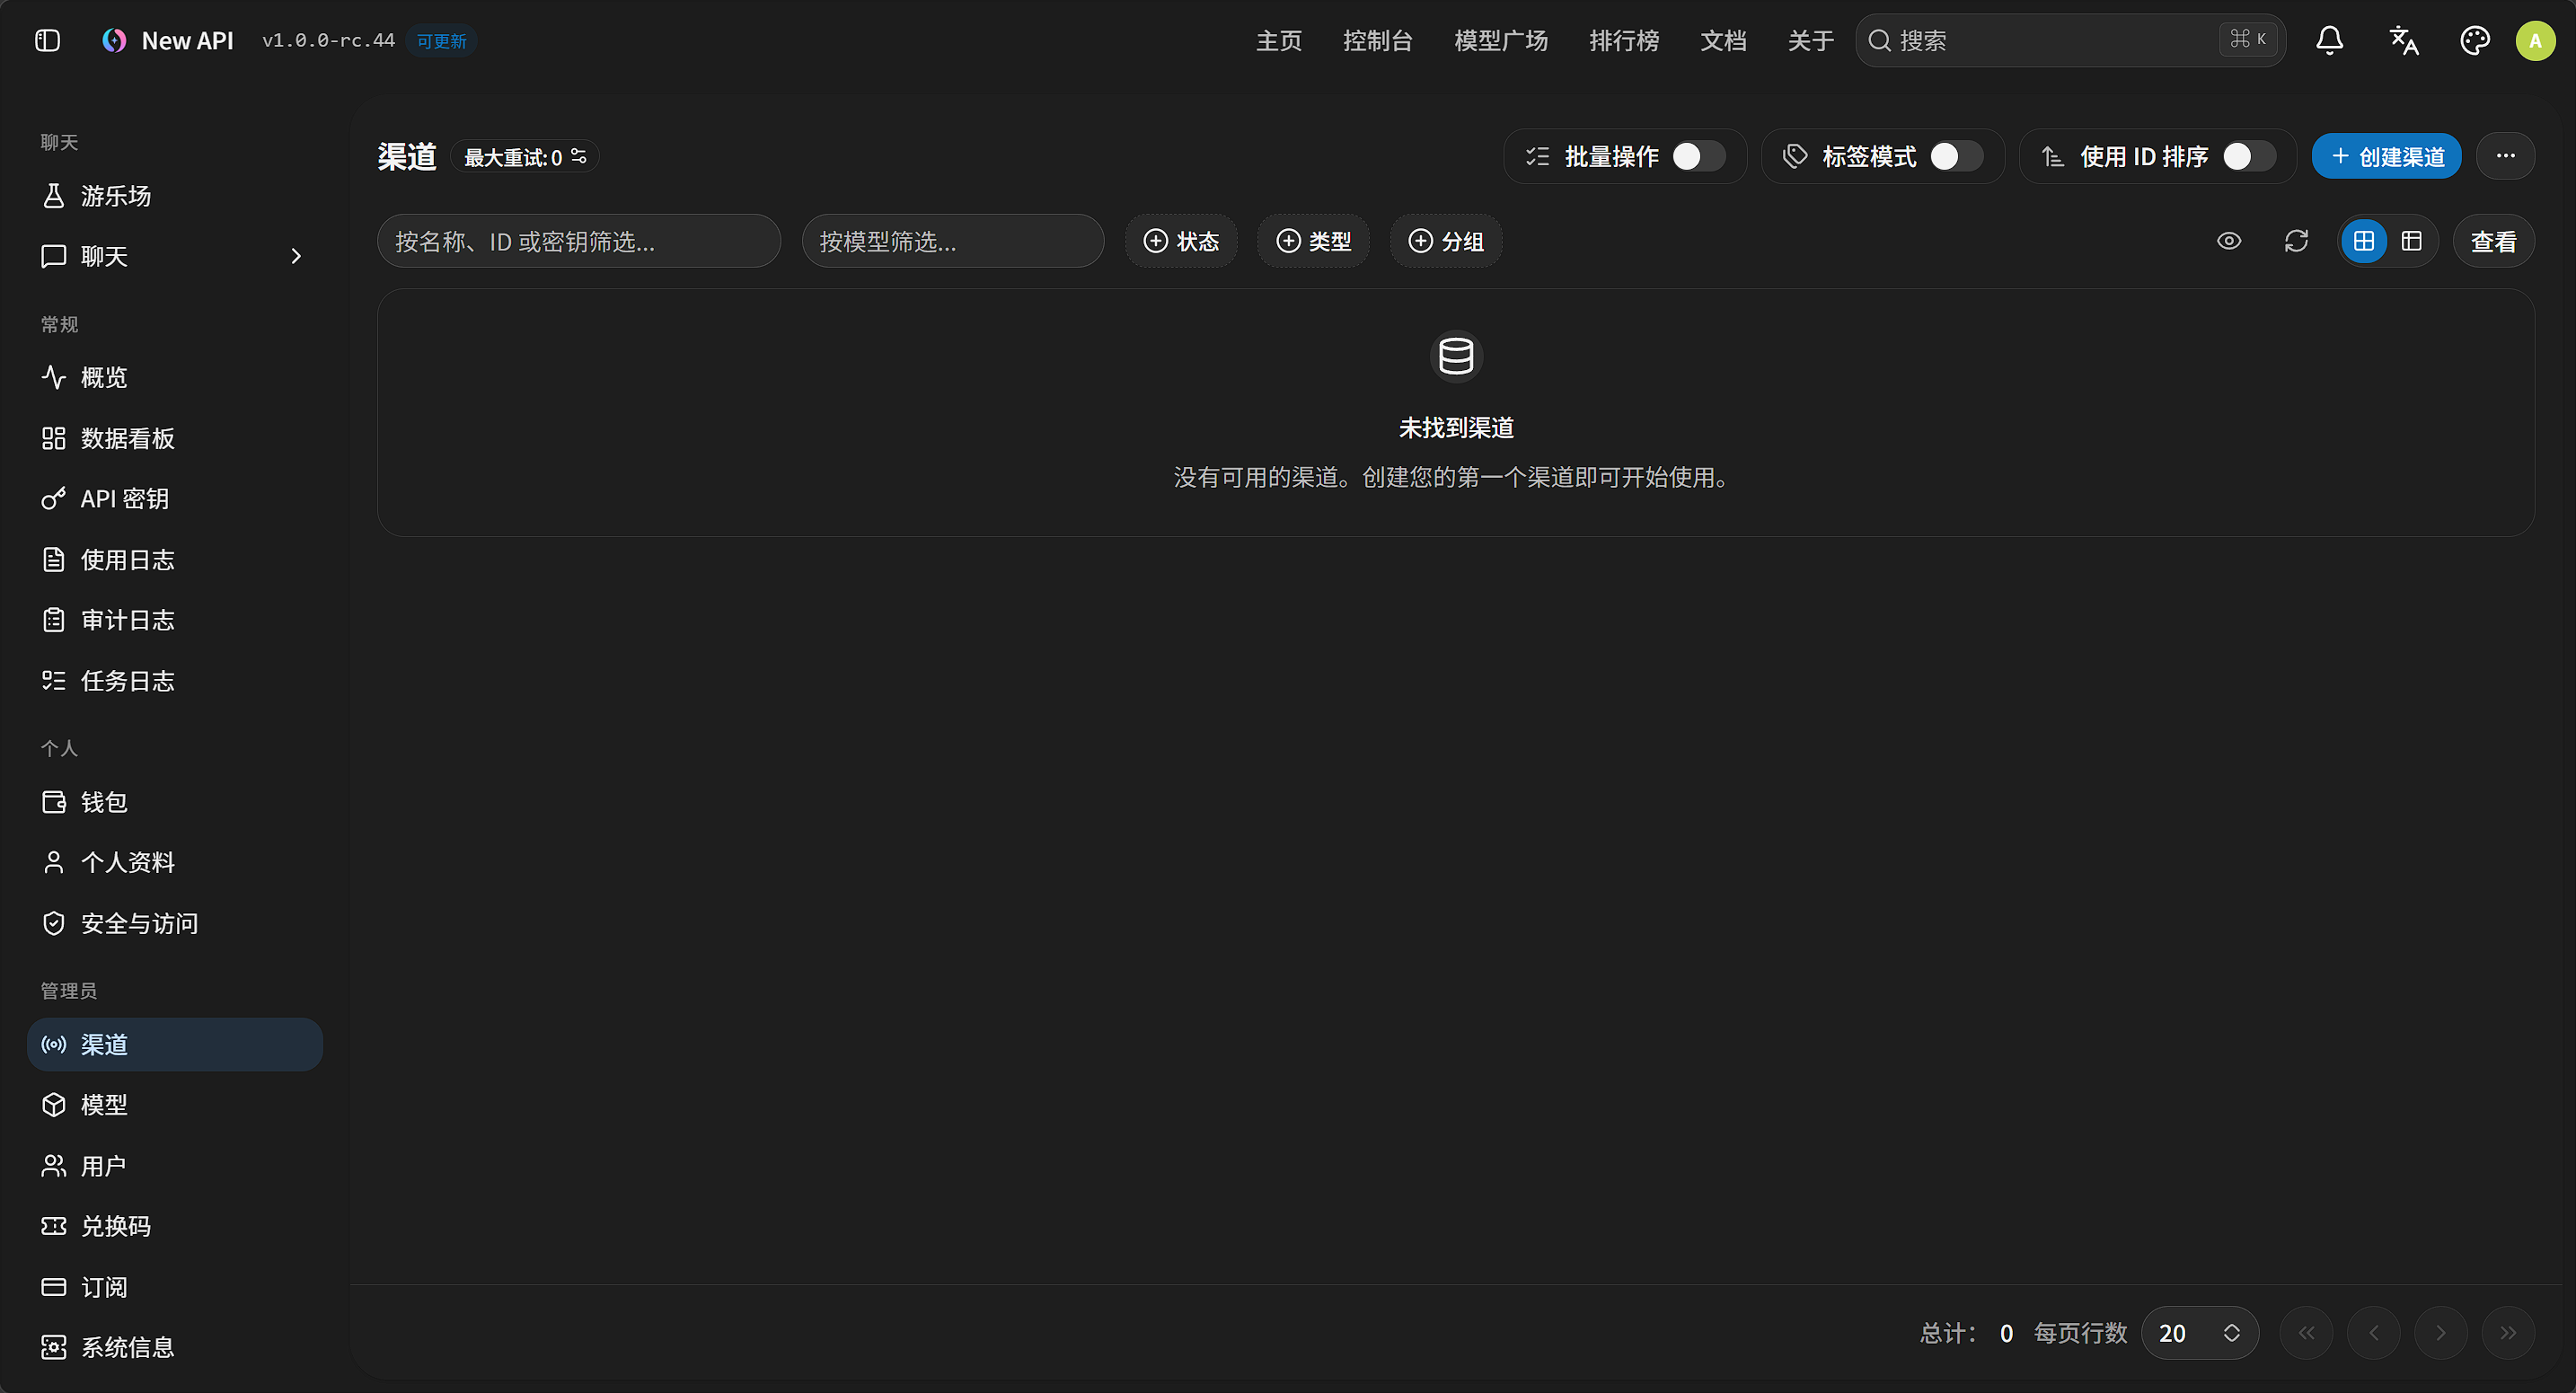 New API v1.0.0-rc.44 可更新
主页 控制台 模型广场 排行榜 文档 关于 搜索 ⌘ K A
聊天
游乐场
聊天
常规
概览
数据看板
API 密钥
使用日志
审计日志
任务日志
个人
钱包
个人资料
安全与访问
管理员
渠道
模型
用户
兑换码
订阅
系统信息
渠道 最大重试: 0 批量操作 标签模式 使用 ID 排序 + 创建渠道 ···
按名称、ID 或密钥筛选... 按模型筛选... 状态 类型 分组 查看
未找到渠道
没有可用的渠道。创建您的第一个渠道即可开始使用。
总计： 0 每页行数 20